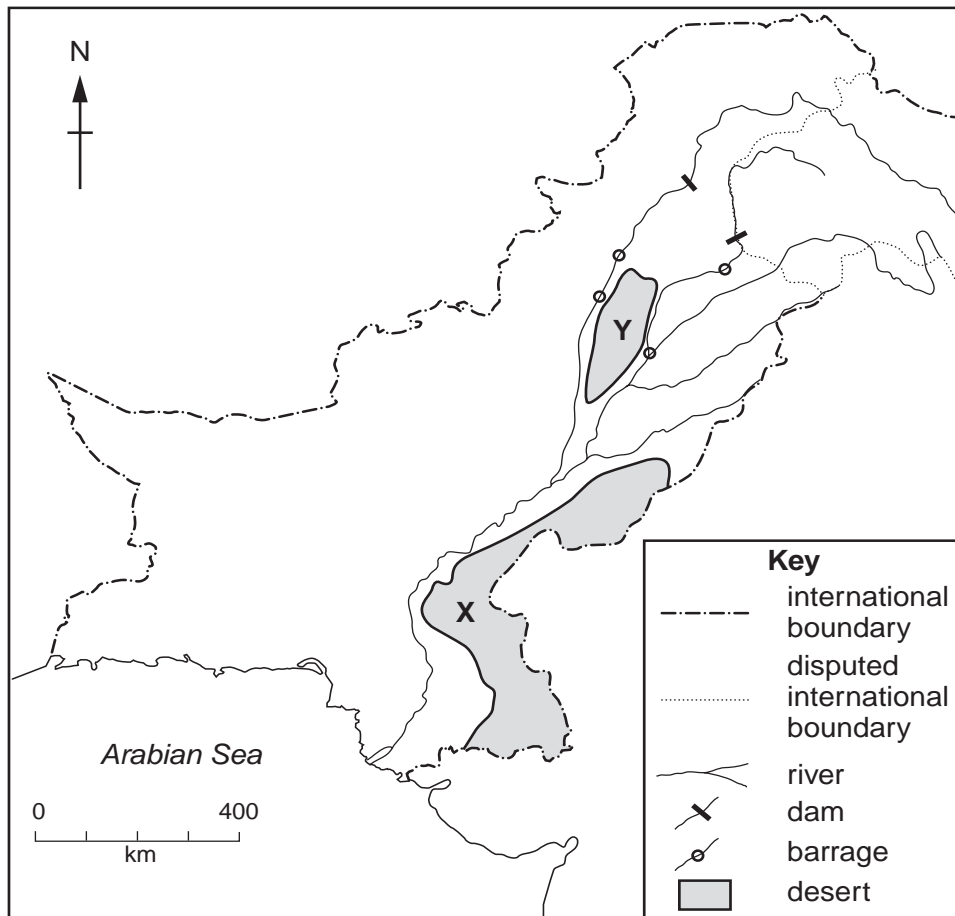 N
Y
X
Arabian Sea
0 400
km
Key
international
boundary
disputed
international
boundary
river
dam
barrage
desert